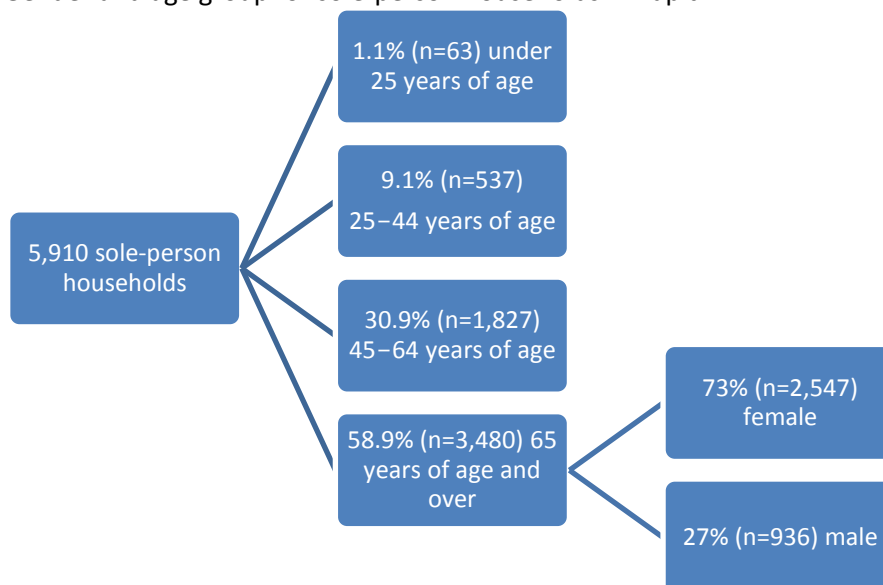 1.1% (n=63) under
25 years of age
9.1% (n=537)
25−44 years of age
5,910 sole-person
households
30.9% (n=1,827)
45−64 years of age
58.9% (n=3,480) 65
years of age and
over
73% (n=2,547)
female
27% (n=936) male